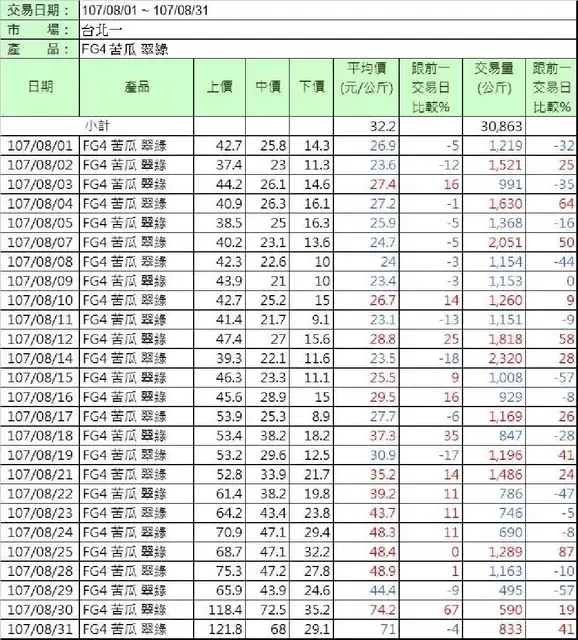 交易日期： 107/08/01 ~ 107/08/31
市 場： 台北一
產 品： FG4 苦瓜 翠綠
日期 產品 上價 中價 下價 平均價 (元/公斤) 跟前一交易日比較% 交易量 (公斤) 跟前一交易日比較%
小計 32.2 30,863
107/08/01 FG4 苦瓜 翠綠 42.7 25.8 14.3 26.9 -5 1,219 -32
107/08/02 FG4 苦瓜 翠綠 37.4 23 11.3 23.6 -12 1,521 25
107/08/03 FG4 苦瓜 翠綠 44.2 26.1 14.6 27.4 16 991 -35
107/08/04 FG4 苦瓜 翠綠 40.9 26.3 16.1 27.2 -1 1,630 64
107/08/05 FG4 苦瓜 翠綠 38.5 25 16.3 25.9 -5 1,368 -16
107/08/07 FG4 苦瓜 翠綠 40.2 23.1 13.6 24.7 -5 2,051 50
107/08/08 FG4 苦瓜 翠綠 42.3 22.6 10 24 -3 1,154 -44
107/08/09 FG4 苦瓜 翠綠 43.9 21 10 23.4 -3 1,153 0
107/08/10 FG4 苦瓜 翠綠 42.7 25.2 15 26.7 14 1,260 9
107/08/11 FG4 苦瓜 翠綠 41.4 21.7 9.1 23.1 -13 1,151 -9
107/08/12 FG4 苦瓜 翠綠 47.4 27 15.6 28.8 25 1,818 58
107/08/14 FG4 苦瓜 翠綠 39.3 22.1 11.6 23.5 -18 2,320 28
107/08/15 FG4 苦瓜 翠綠 46.3 23.3 11.1 25.5 9 1,008 -57
107/08/16 FG4 苦瓜 翠綠 45.6 28.9 15 29.5 16 929 -8
107/08/17 FG4 苦瓜 翠綠 53.9 25.3 8.9 27.7 -6 1,169 26
107/08/18 FG4 苦瓜 翠綠 53.4 38.2 18.2 37.3 35 847 -28
107/08/19 FG4 苦瓜 翠綠 53.2 29.6 12.5 30.9 -17 1,196 41
107/08/21 FG4 苦瓜 翠綠 52.8 33.9 21.7 35.2 14 1,486 24
107/08/22 FG4 苦瓜 翠綠 61.4 38.2 19.8 39.2 11 786 -47
107/08/23 FG4 苦瓜 翠綠 64.2 43.4 23.8 43.7 11 746 -5
107/08/24 FG4 苦瓜 翠綠 70.9 47.1 29.4 48.3 11 690 -8
107/08/25 FG4 苦瓜 翠綠 68.7 47.1 32.2 48.4 0 1,289 87
107/08/28 FG4 苦瓜 翠綠 75.3 47.2 27.8 48.9 1 1,163 -10
107/08/29 FG4 苦瓜 翠綠 65.9 43.9 24.6 44.4 -9 495 -57
107/08/30 FG4 苦瓜 翠綠 118.4 72.5 35.2 74.2 67 590 19
107/08/31 FG4 苦瓜 翠綠 121.8 68 29.1 71 -4 833 41